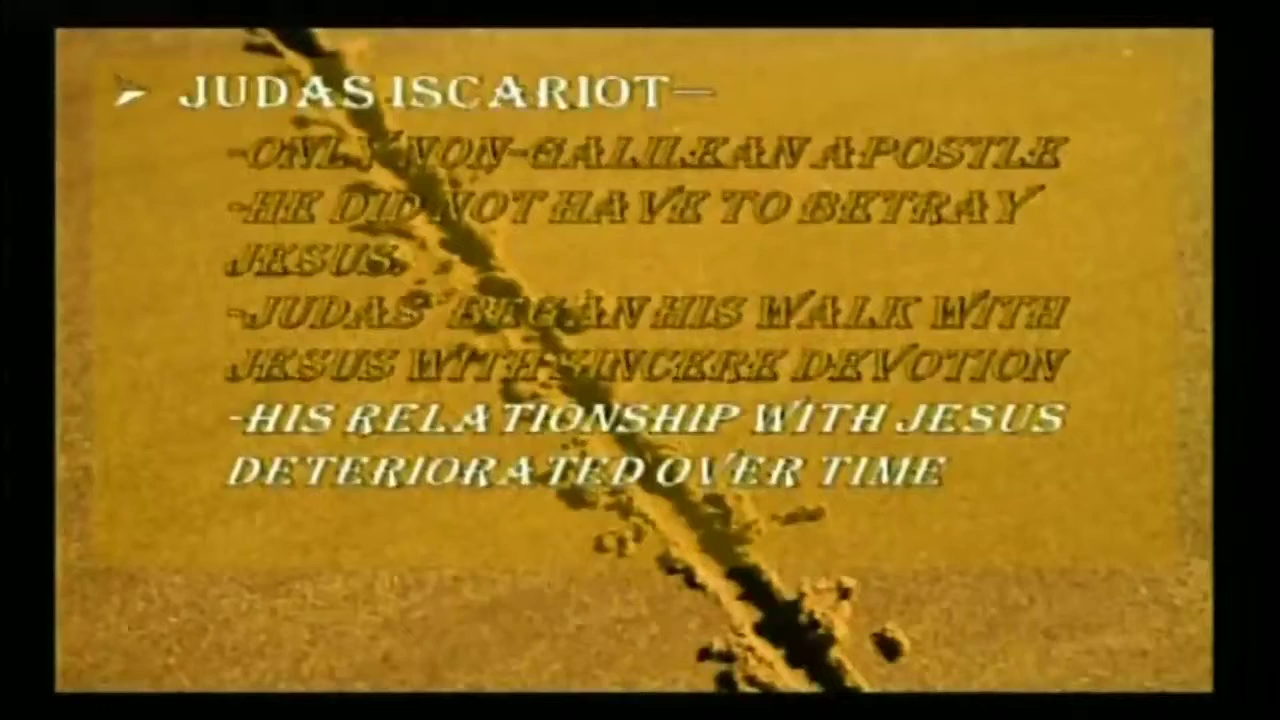 JUDAS ISCARIOT—
-ONLY NON-GALILEAN APOSTLE
-HE DID NOT HAVE TO BETRAY
JESUS.
-JUDAS' BEGAN HIS WALK WITH
JESUS WITH SINCERE DEVOTION
-HIS RELATIONSHIP WITH JESUS
DETERIORATED OVER TIME